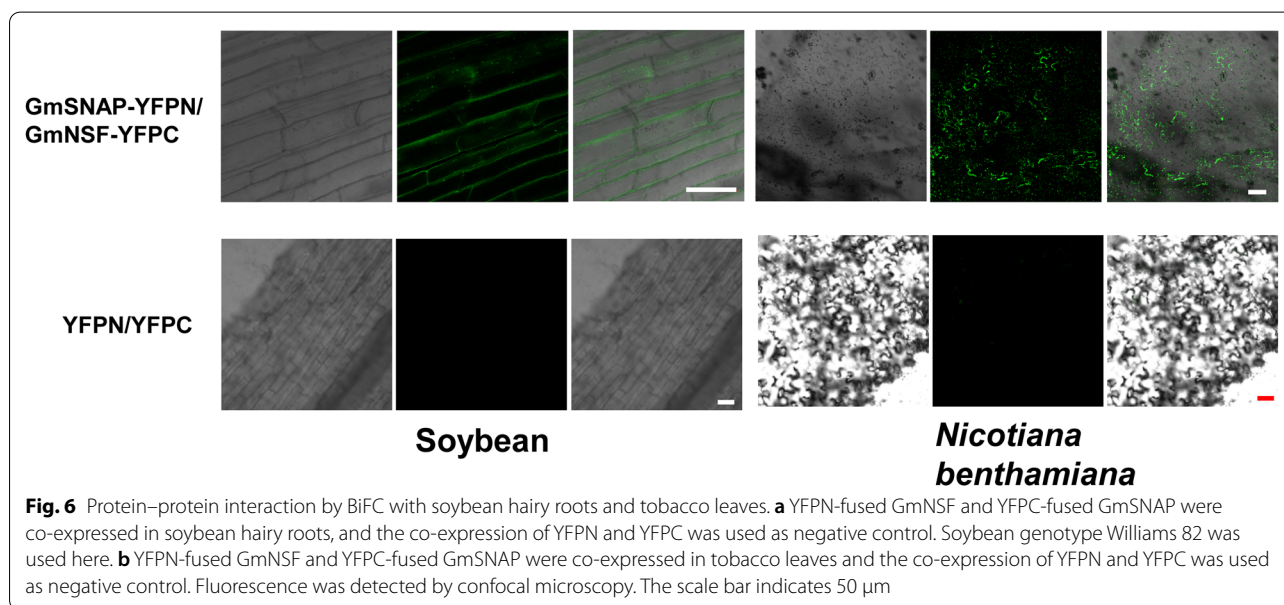 GmSNAP-YFPN/
GmNSF-YFPC
YFPN/YFPC
Soybean
Nicotiana
benthamiana
Fig. 6 Protein–protein interaction by BiFC with soybean hairy roots and tobacco leaves. a YFPN-fused GmNSF and YFPC-fused GmSNAP were
co-expressed in soybean hairy roots, and the co-expression of YFPN and YFPC was used as negative control. Soybean genotype Williams 82 was
used here. b YFPN-fused GmNSF and YFPC-fused GmSNAP were co-expressed in tobacco leaves and the co-expression of YFPN and YFPC was used
as negative control. Fluorescence was detected by confocal microscopy. The scale bar indicates 50 μm